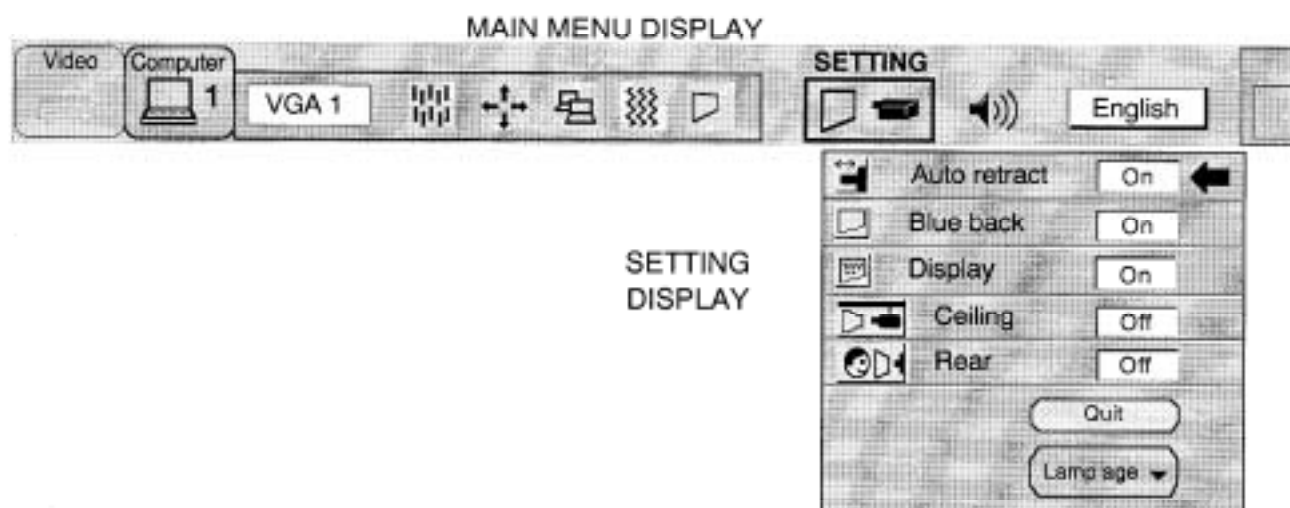 MAIN MENU DISPLAY
Video
Computer
1
VGA 1
SETTING
English
Auto retract On
Blue back On
Display On
Ceiling Off
Rear Off
SETTING
DISPLAY
Quit
Lamp age